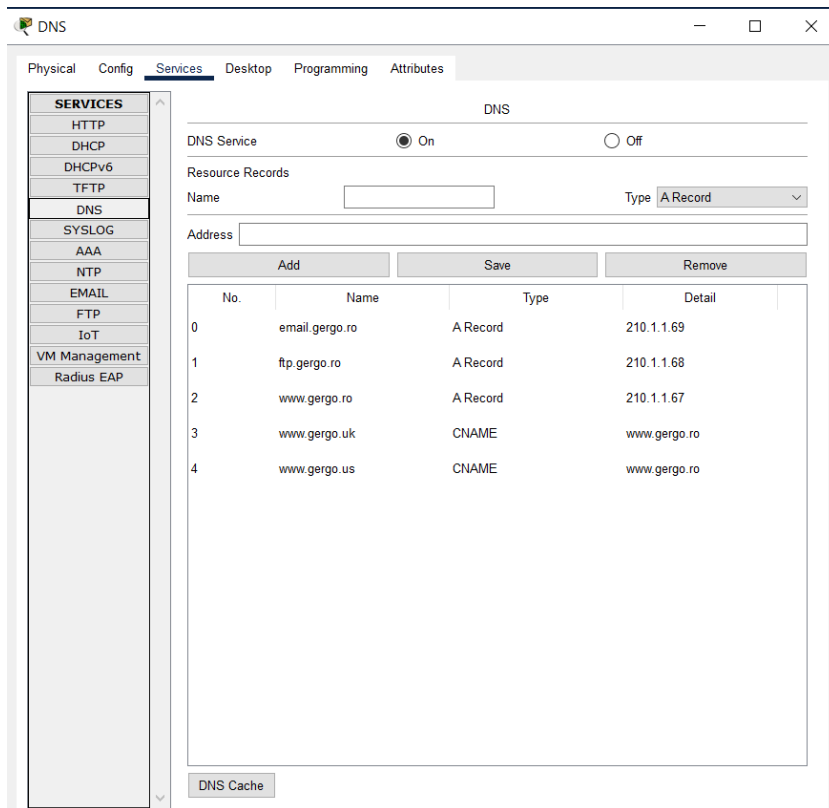 DNS
Physical Config Services Desktop Programming Attributes
SERVICES
HTTP
DHCP
DHCPv6
TFTP
DNS
SYSLOG
AAA
NTP
EMAIL
FTP
IoT
VM Management
Radius EAP
DNS
DNS Service On Off
Resource Records
Name Type A Record
Address
Add Save Remove
No. Name Type Detail
0 email.gergo.ro A Record 210.1.1.69
1 ftp.gergo.ro A Record 210.1.1.68
2 www.gergo.ro A Record 210.1.1.67
3 www.gergo.uk CNAME www.gergo.ro
4 www.gergo.us CNAME www.gergo.ro
DNS Cache